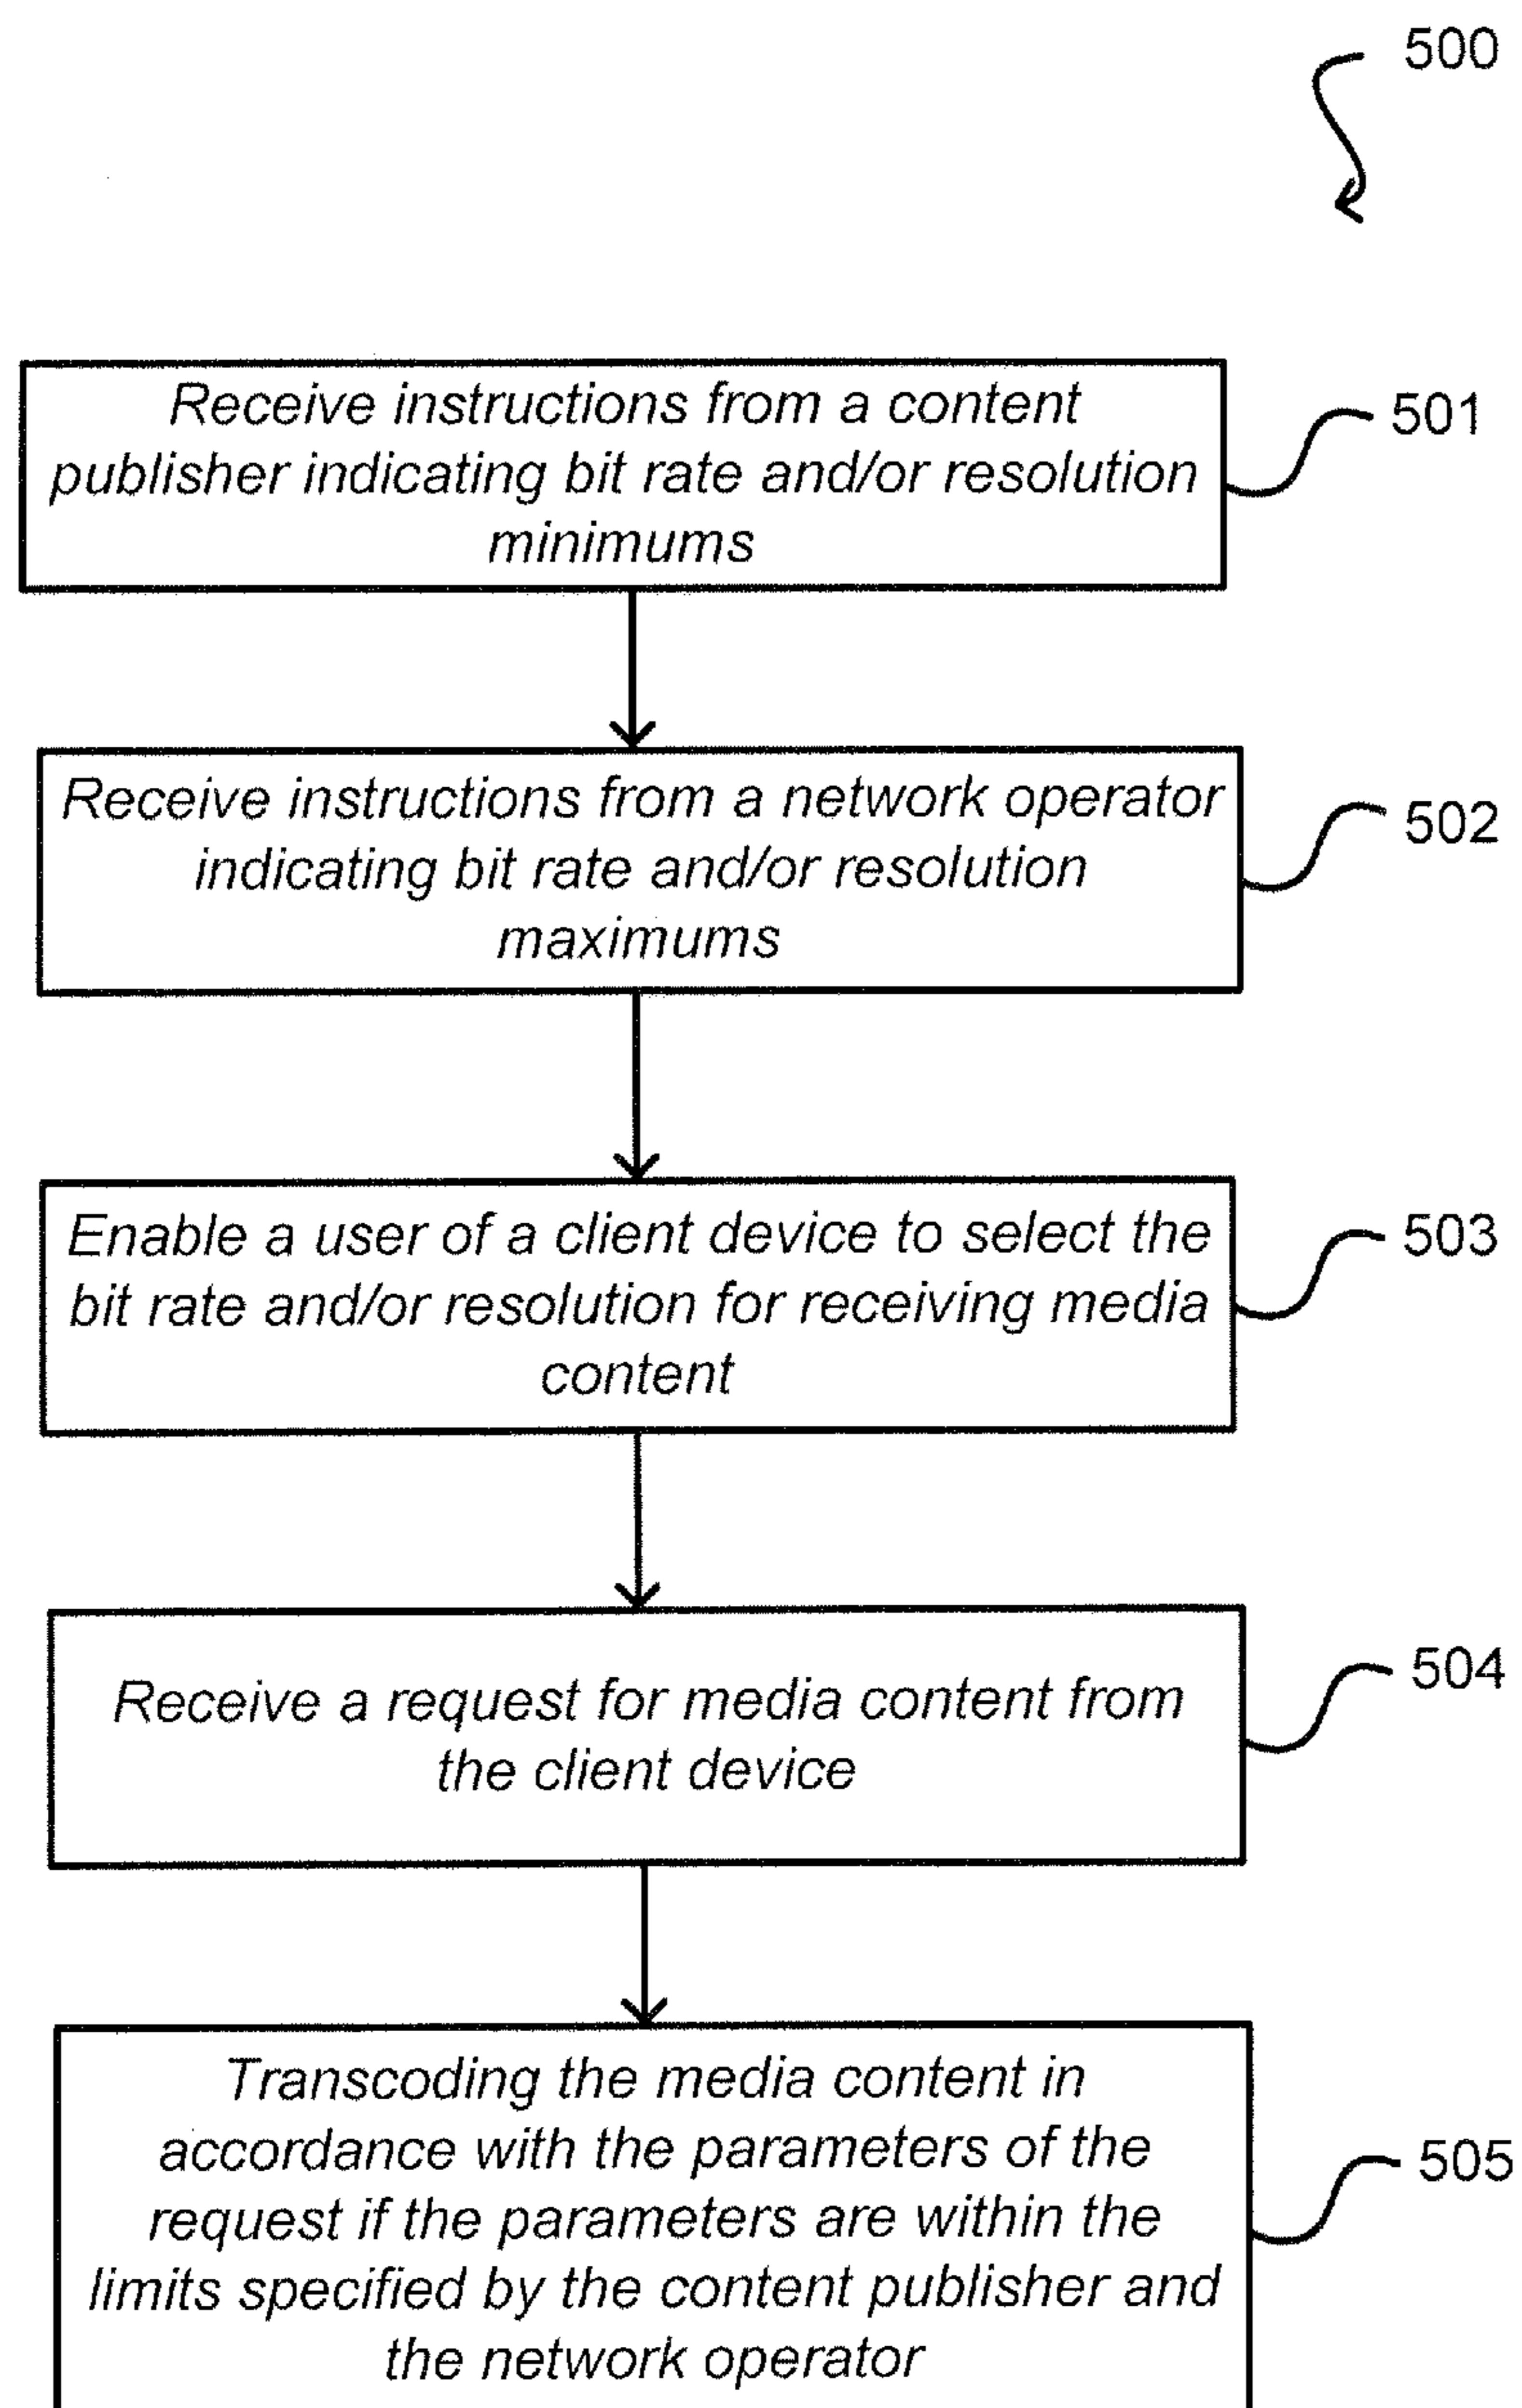 500
Receive instructions from a content
publisher indicating bit rate and/or resolution
minimums
501
Receive instructions from a network operator
indicating bit rate and/or resolution
maximums
502
Enable a user of a client device to select the
bit rate and/or resolution for receiving media
content
503
Receive a request for media content from
the client device
504
Transcoding the media content in
accordance with the parameters of the
request if the parameters are within the
limits specified by the content publisher and
the network operator
505